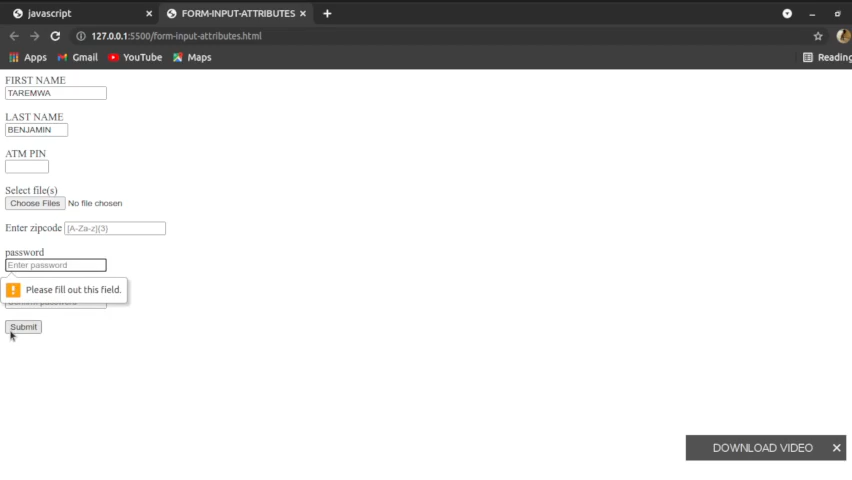 javascript
FORM-INPUT-ATTRIBUTES
127.0.0.1:5500/form-input-attributes.html
Apps Gmail YouTube Maps Reading
FIRST NAME
TAREMWA
LAST NAME
BENJAMIN
ATM PIN
Select file(s)
Choose Files No file chosen
Enter zipcode [A-Za-z]{3}
password
Enter password
Please fill out this field.
Submit
DOWNLOAD VIDEO